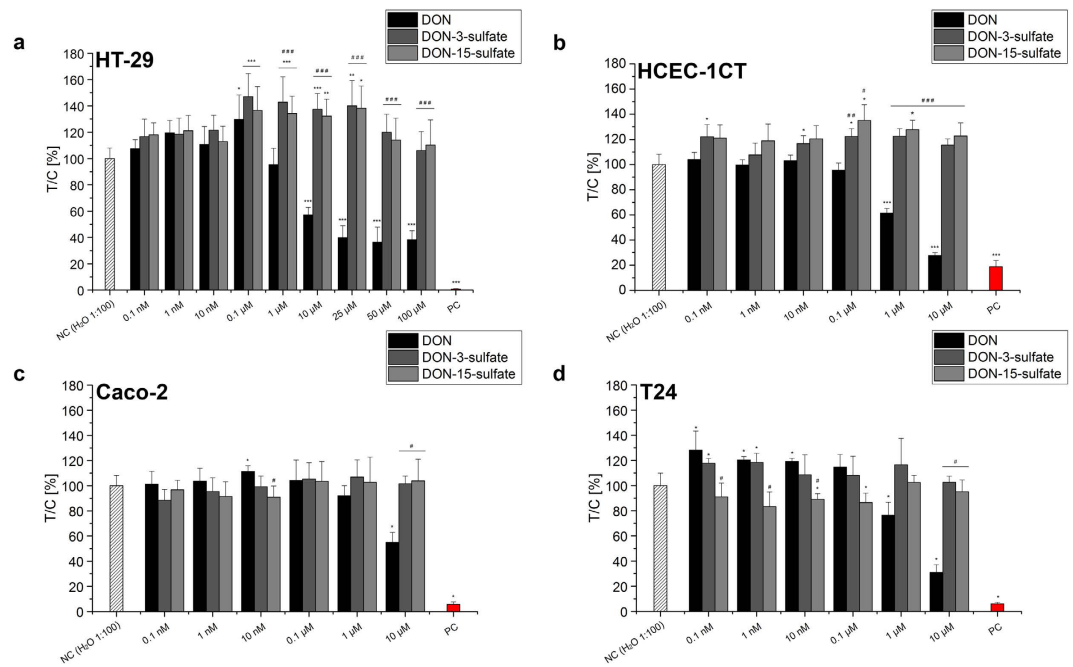 a
HT-29
DON
DON-3-sulfate
DON-15-sulfate
T/C [%]
180
160
140
120
100
80
60
40
20
0
* *** ### *** ### *** ** ### ** * ### ###
*** *** *** *** ***
NC (H₂O 1:100) 0.1 nM 1 nM 10 nM 0.1 µM 1 µM 10 µM 25 µM 50 µM 100 µM PC
b
HCEC-1CT
DON
DON-3-sulfate
DON-15-sulfate
T/C [%]
180
160
140
120
100
80
60
40
20
0
* * ## * # * ### *
*** *** ***
NC (H₂O 1:100) 0.1 nM 1 nM 10 nM 0.1 µM 1 µM 10 µM PC
c
Caco-2
DON
DON-3-sulfate
DON-15-sulfate
T/C [%]
180
160
140
120
100
80
60
40
20
0
* # * # *
NC (H₂O 1:100) 0.1 nM 1 nM 10 nM 0.1 µM 1 µM 10 µM PC
d
T24
DON
DON-3-sulfate
DON-15-sulfate
T/C [%]
180
160
140
120
100
80
60
40
20
0
* * # * * # * # * * * * # *
NC (H₂O 1:100) 0.1 nM 1 nM 10 nM 0.1 µM 1 µM 10 µM PC